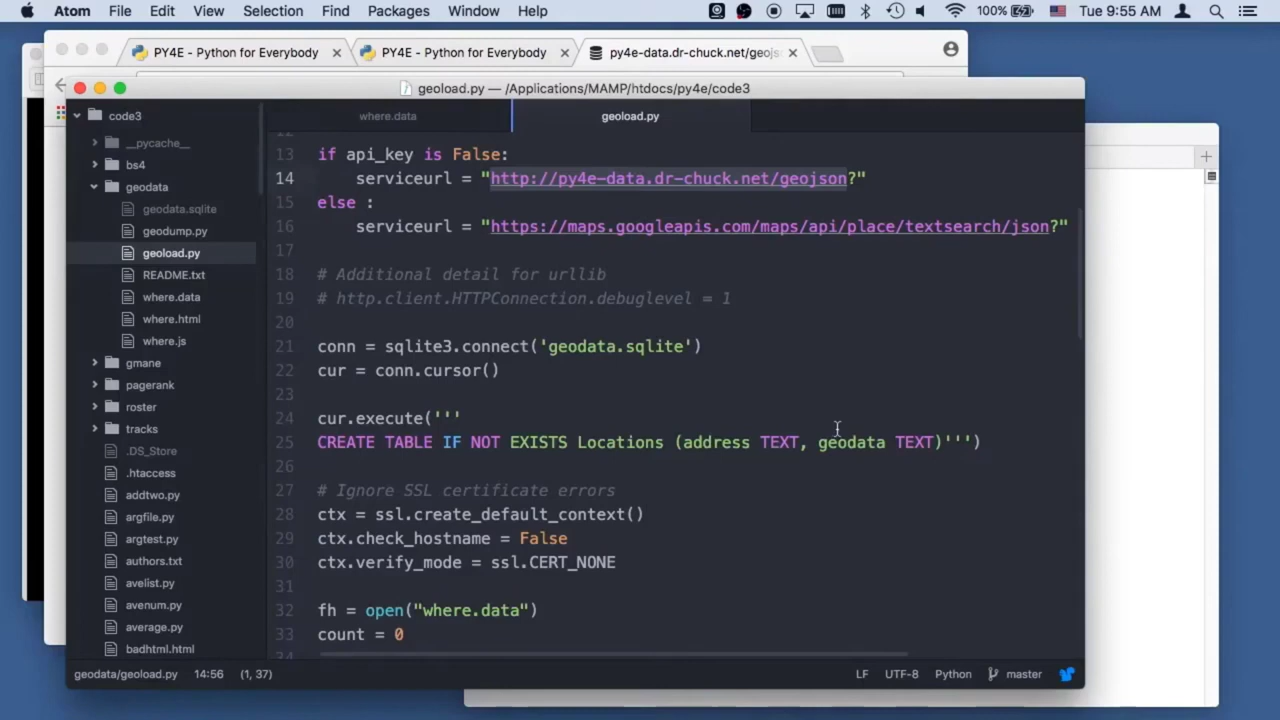 Atom File Edit View Selection Find Packages Window Help 100% Tue 9:55 AM
PY4E - Python for Everybody
PY4E - Python for Everybody
py4e-data.dr-chuck.net/geojs
geoload.py — /Applications/MAMP/htdocs/py4e/code3
code3
__pycache__
bs4
geodata
geodata.sqlite
geodump.py
geoload.py
README.txt
where.data
where.html
where.js
gmane
pagerank
roster
tracks
.DS_Store
.htaccess
addtwo.py
argfile.py
argtest.py
authors.txt
avelist.py
avenum.py
average.py
badhtml.html
where.data
geoload.py
12
13 if api_key is False:
14 serviceurl = "http://py4e-data.dr-chuck.net/geojson?"
15 else :
16 serviceurl = "https://maps.googleapis.com/maps/api/place/textsearch/json?"
17
18 # Additional detail for urllib
19 # http.client.HTTPConnection.debuglevel = 1
20
21 conn = sqlite3.connect('geodata.sqlite')
22 cur = conn.cursor()
23
24 cur.execute('''
25 CREATE TABLE IF NOT EXISTS Locations (address TEXT, geodata TEXT)''')
26
27 # Ignore SSL certificate errors
28 ctx = ssl.create_default_context()
29 ctx.check_hostname = False
30 ctx.verify_mode = ssl.CERT_NONE
31
32 fh = open("where.data")
33 count = 0
34
geodata/geoload.py 14:56 (1, 37) LF UTF-8 Python master